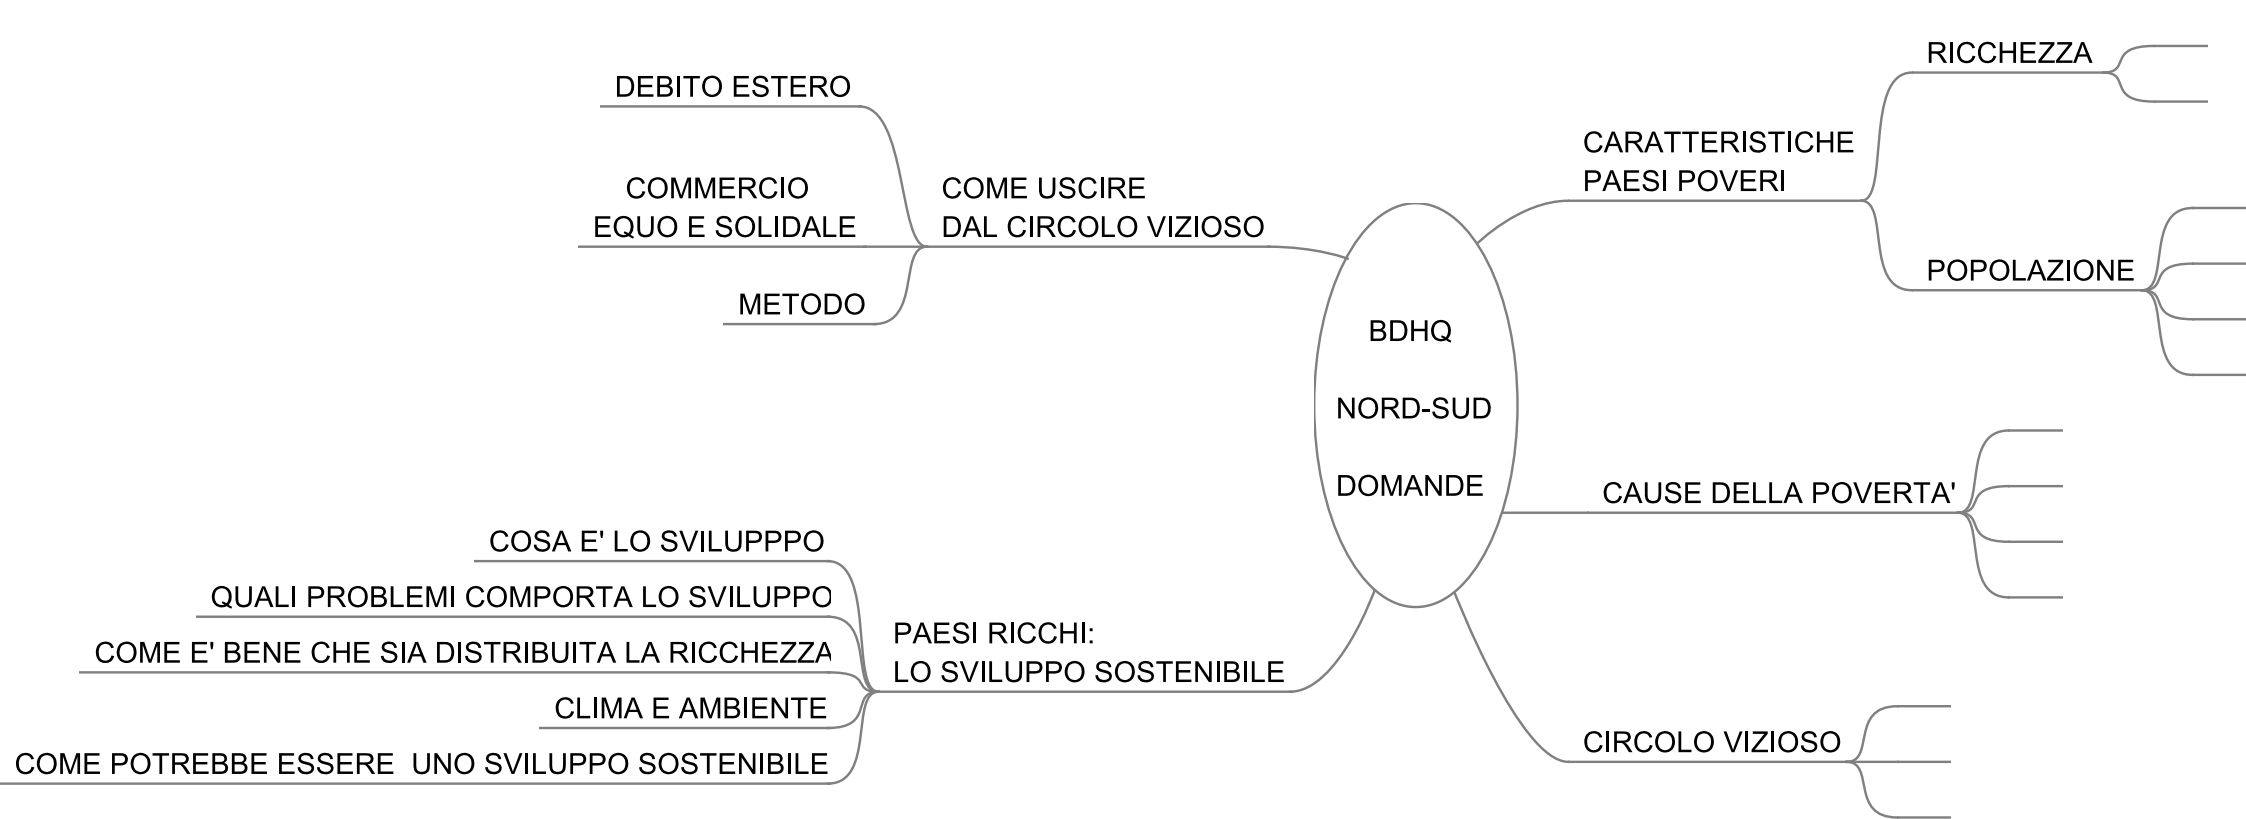 BDHQ
NORD-SUD
DOMANDE
CARATTERISTICHE
PAESI POVERI
RICCHEZZA
POPOLAZIONE
CAUSE DELLA POVERTA'
CIRCOLO VIZIOSO
COME USCIRE
DAL CIRCOLO VIZIOSO
DEBITO ESTERO
COMMERCIO
EQUO E SOLIDALE
METODO
PAESI RICCHI:
LO SVILUPPO SOSTENIBILE
COSA E' LO SVILUPPPO
QUALI PROBLEMI COMPORTA LO SVILUPPO
COME E' BENE CHE SIA DISTRIBUITA LA RICCHEZZA
CLIMA E AMBIENTE
COME POTREBBE ESSERE  UNO SVILUPPO SOSTENIBILE